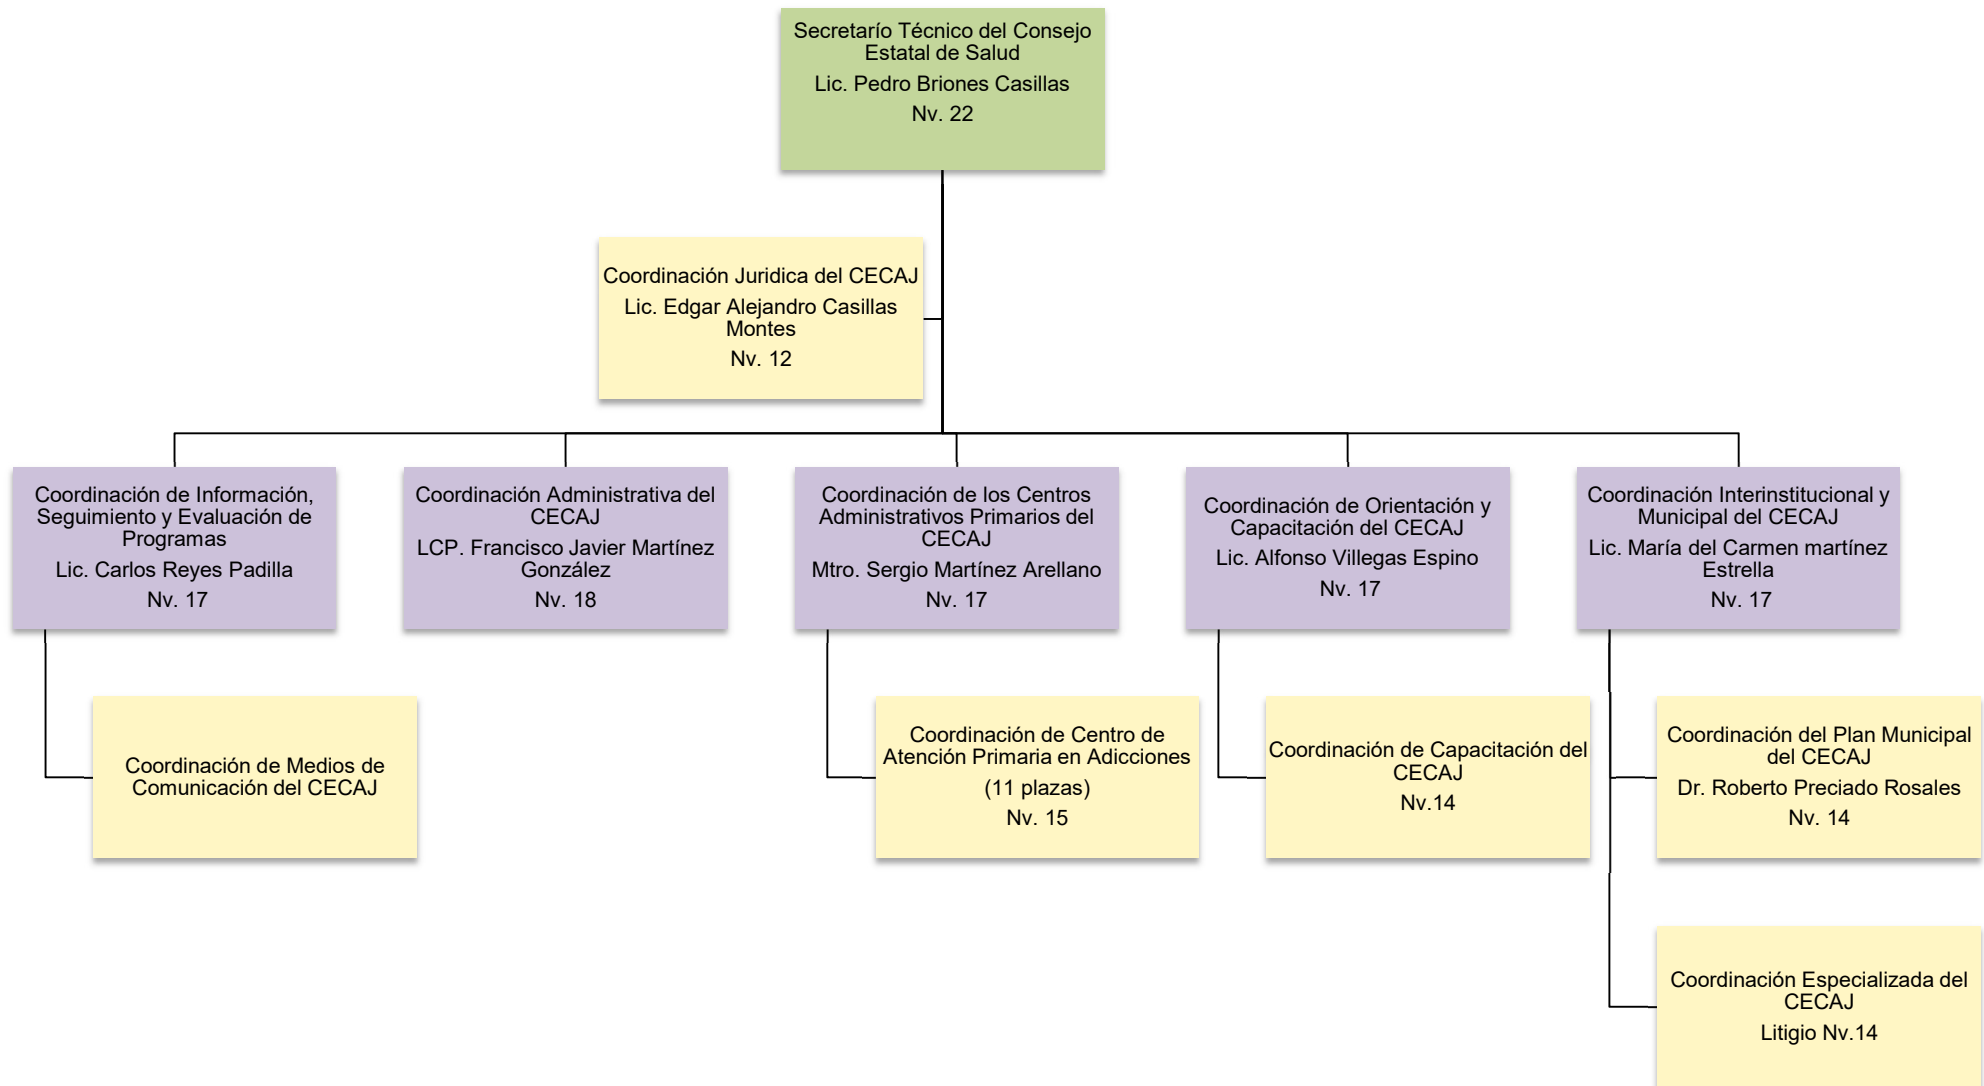 Secretarío Técnico del Consejo
Estatal de Salud
Lic. Pedro Briones Casillas
Nv. 22
Coordinación Juridica del CECAJ
Lic. Edgar Alejandro Casillas
Montes
Nv. 12
Coordinación de Información,
Seguimiento y Evaluación de
Programas
Lic. Carlos Reyes Padilla
Nv. 17
Coordinación Administrativa del
CECAJ
LCP. Francisco Javier Martínez
González
Nv. 18
Coordinación de los Centros
Administrativos Primarios del
CECAJ
Mtro. Sergio Martínez Arellano
Nv. 17
Coordinación de Orientación y
Capacitación del CECAJ
Lic. Alfonso Villegas Espino
Nv. 17
Coordinación Interinstitucional y
Municipal del CECAJ
Lic. María del Carmen martínez
Estrella
Nv. 17
Coordinación de Medios de
Comunicación del CECAJ
Coordinación de Centro de
Atención Primaria en Adicciones
(11 plazas)
Nv. 15
Coordinación de Capacitación del
CECAJ
Nv.14
Coordinación del Plan Municipal
del CECAJ
Dr. Roberto Preciado Rosales
Nv. 14
Coordinación Especializada del
CECAJ
Litigio Nv.14